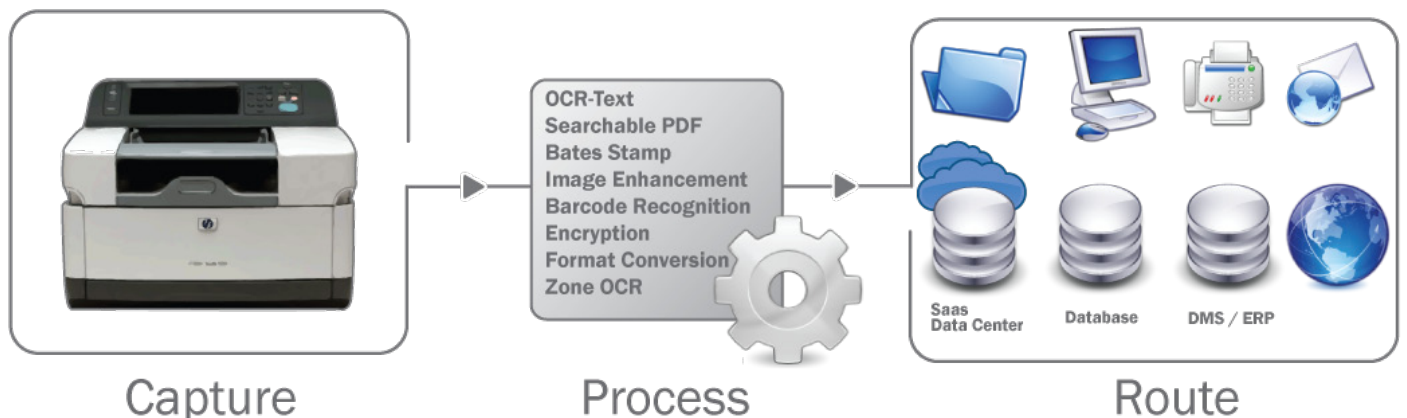 OCR-Text
Searchable PDF
Bates Stamp
Image Enhancement
Barcode Recognition
Encryption
Format Conversion
Zone OCR
Saas
Data Center
Database
DMS / ERP
Capture
Process
Route